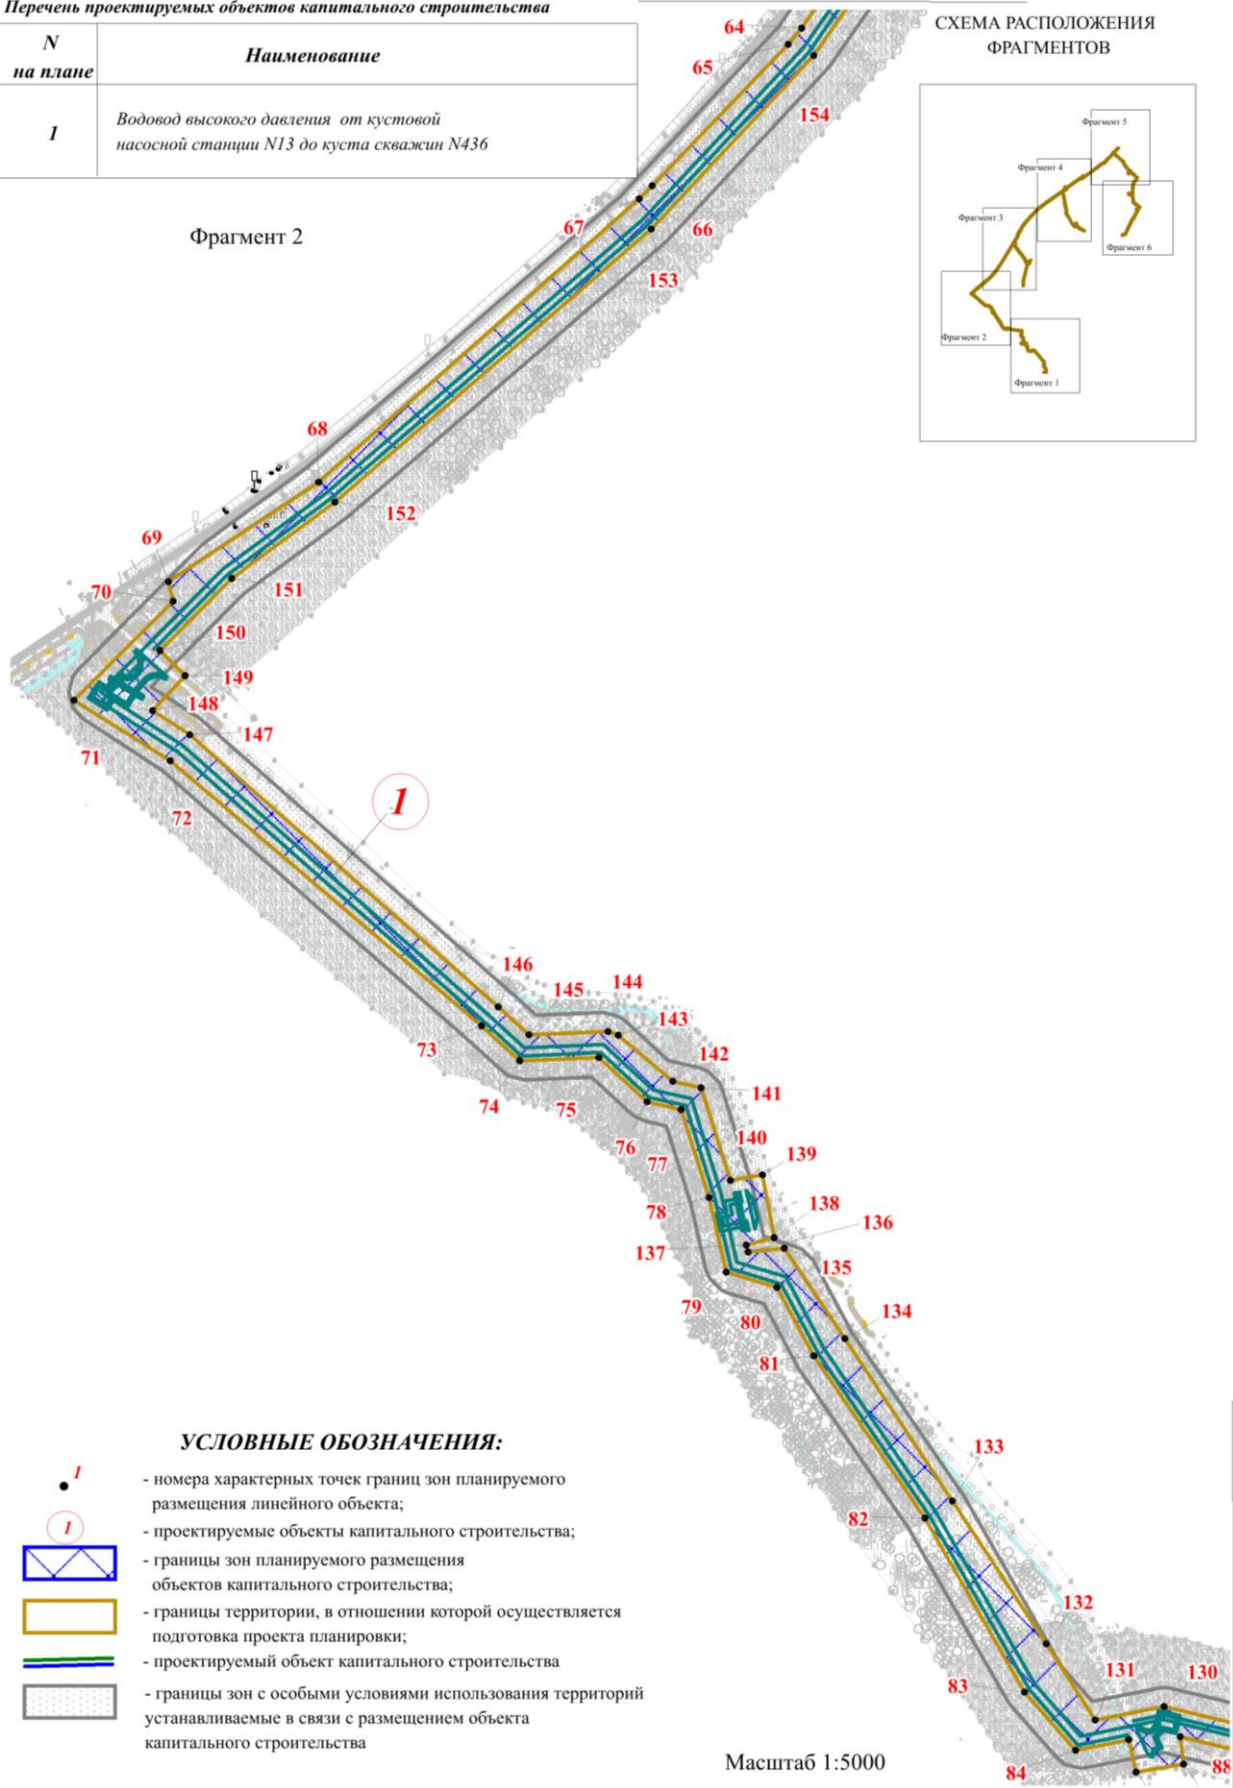 Перечень проектируемых объектов капитального строительства
N
на плане
Наименование
1
Водовод высокого давления от кустовой
насосной станции N13 до куста скважин N436
Фрагмент 2
СХЕМА РАСПОЛОЖЕНИЯ
ФРАГМЕНТОВ
Фрагмент 5
Фрагмент 4
Фрагмент 3
Фрагмент 6
Фрагмент 2
Фрагмент 1
64
65
154
67
66
153
68
152
69
151
70
150
149
148
147
71
72
1
146
145
144
143
73
142
74
75
141
76
140
77
139
78
138
136
137
135
79
134
80
81
133
82
132
131
130
83
84
88
УСЛОВНЫЕ ОБОЗНАЧЕНИЯ:
1
- номера характерных точек границ зон планируемого
размещения линейного объекта;
1
- проектируемые объекты капитального строительства;
- границы зон планируемого размещения
объектов капитального строительства;
- границы территории, в отношении которой осуществляется
подготовка проекта планировки;
- проектируемый объект капитального строительства
- границы зон с особыми условиями использования территорий
устанавливаемые в связи с размещением объекта
капитального строительства
Масштаб 1:5000